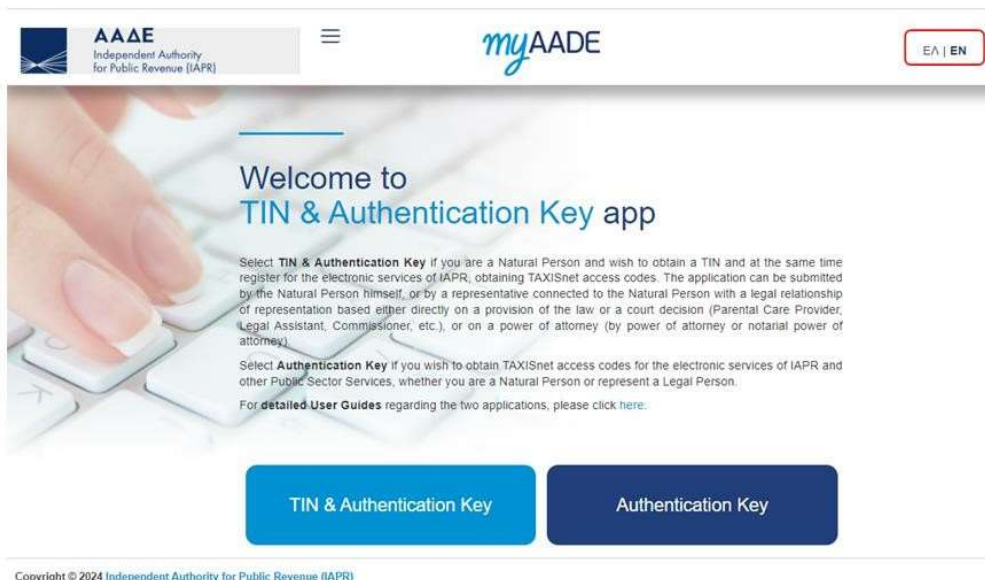 ΑΑΔΕ
Independent Authority
for Public Revenue (IAPR)
myAADE
ΕΛ | EN
Welcome to
TIN & Authentication Key app
Select TIN & Authentication Key if you are a Natural Person and wish to obtain a TIN and at the same time
register for the electronic services of IAPR, obtaining TAXISnet access codes. The application can be submitted
by the Natural Person himself, or by a representative connected to the Natural Person with a legal relationship
of representation based either directly on a provision of the law or a court decision (Parental Care Provider,
Legal Assistant, Commissioner, etc.), or on a power of attorney (by power of attorney or notarial power of
attorney).
Select Authentication Key if you wish to obtain TAXISnet access codes for the electronic services of IAPR and
other Public Sector Services, whether you are a Natural Person or represent a Legal Person.
For detailed User Guides regarding the two applications, please click here.
TIN & Authentication Key
Authentication Key
Copyright © 2024 Independent Authority for Public Revenue (IAPR)